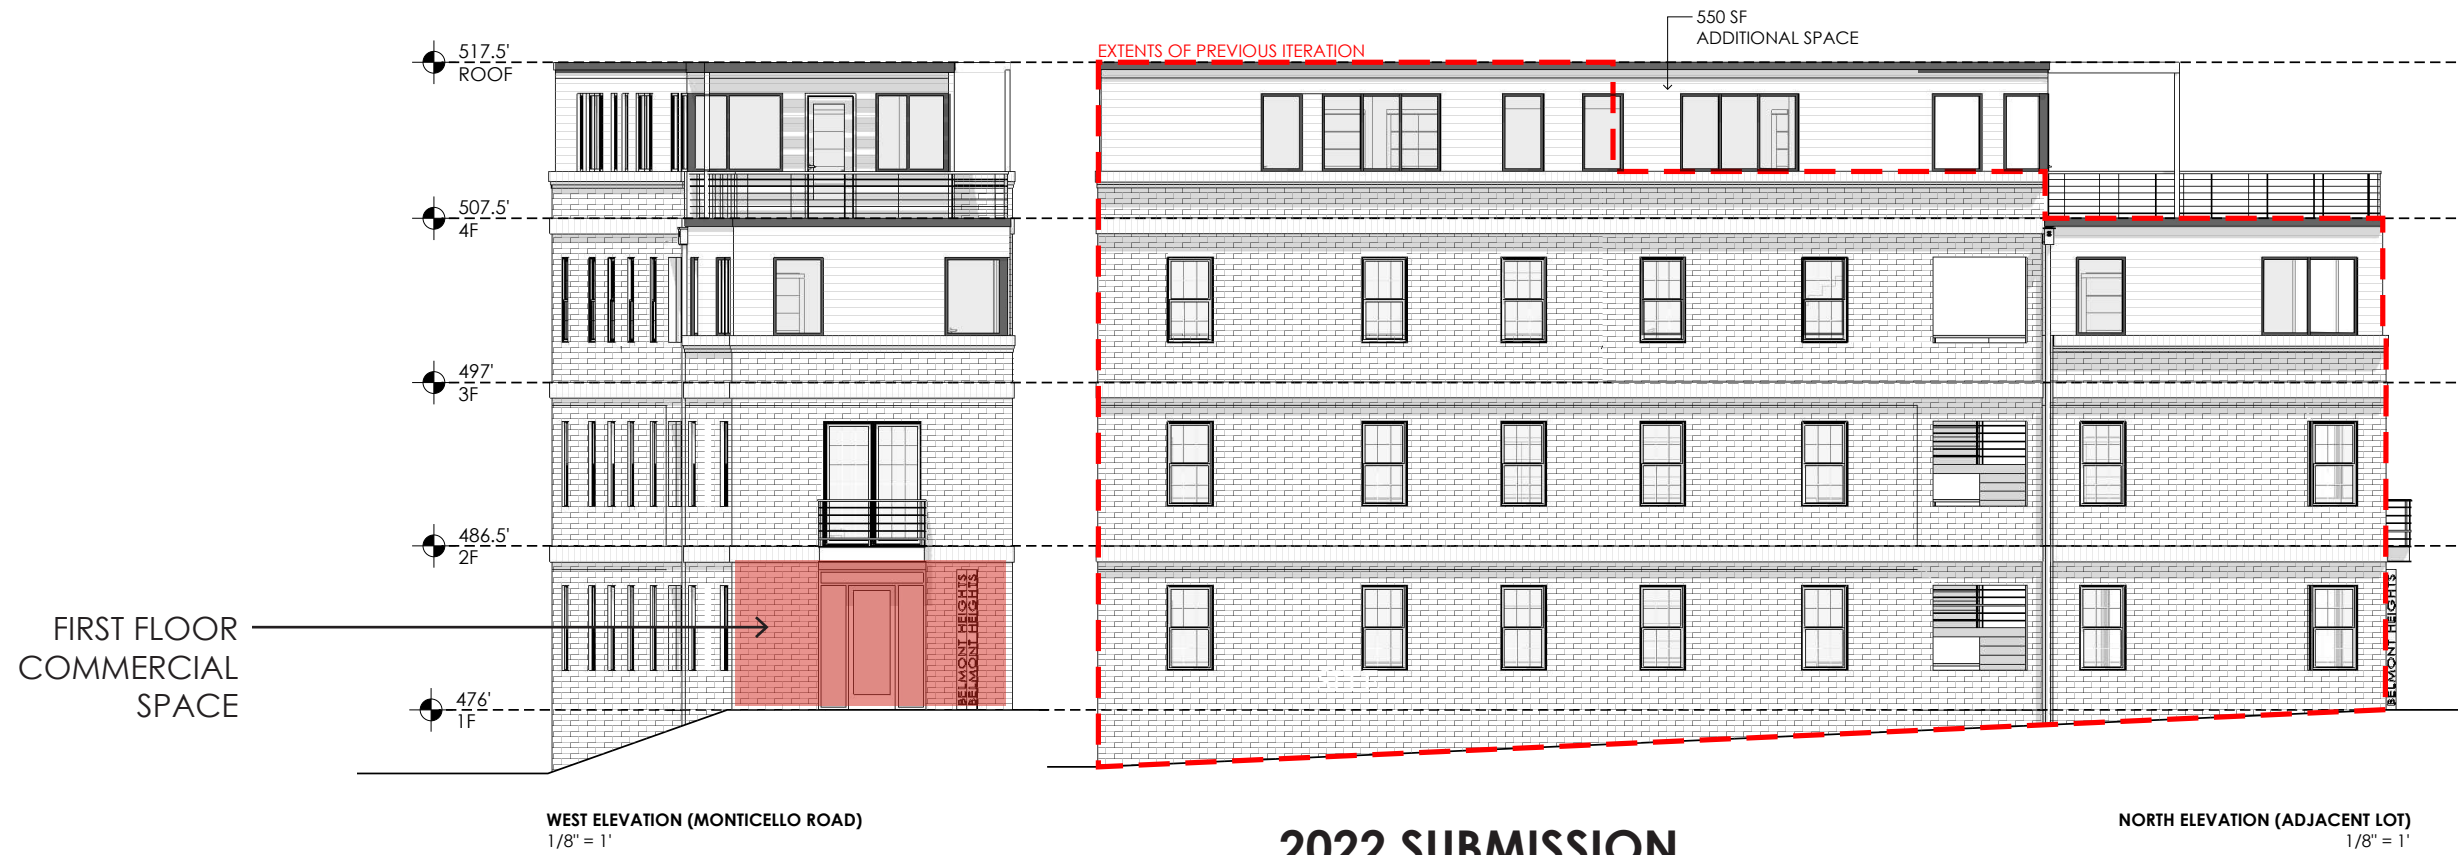 550 SF
ADDITIONAL SPACE
EXTENTS OF PREVIOUS ITERATION
517.5'
ROOF
507.5'
4F
497'
3F
486.5'
2F
FIRST FLOOR
COMMERCIAL
SPACE
BELMONT HEIGHTS
BELMONT HEIGHTS
BELMONT HEIGHTS
476'
1F
WEST ELEVATION (MONTICELLO ROAD)
1/8" = 1'
2022 SUBMISSION
NORTH ELEVATION (ADJACENT LOT)
1/8" = 1'